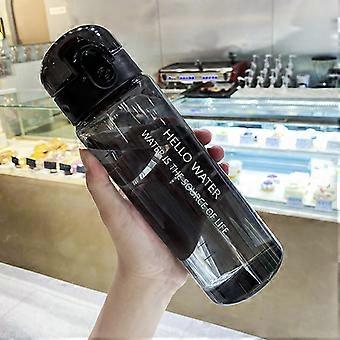 HELLO WATER
WATER IS THE SOURCE OF LIFE